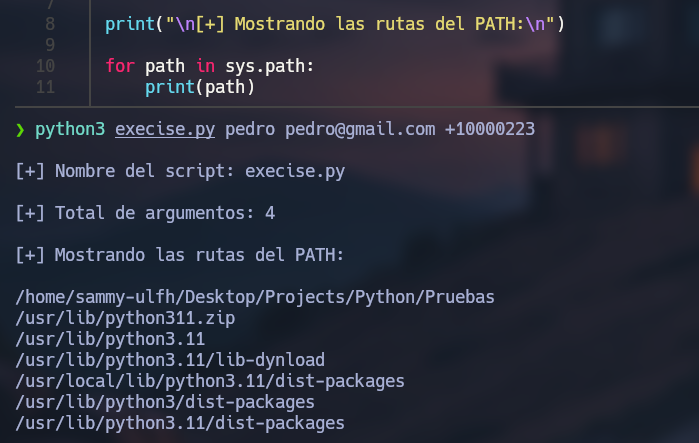 7
8 print("\n[+] Mostrando las rutas del PATH:\n")
9
10 for path in sys.path:
11 print(path)
❯ python3 execise.py pedro pedro@gmail.com +10000223
[+] Nombre del script: execise.py
[+] Total de argumentos: 4
[+] Mostrando las rutas del PATH:
/home/sammy-ulfh/Desktop/Projects/Python/Pruebas
/usr/lib/python311.zip
/usr/lib/python3.11
/usr/lib/python3.11/lib-dynload
/usr/local/lib/python3.11/dist-packages
/usr/lib/python3/dist-packages
/usr/lib/python3.11/dist-packages